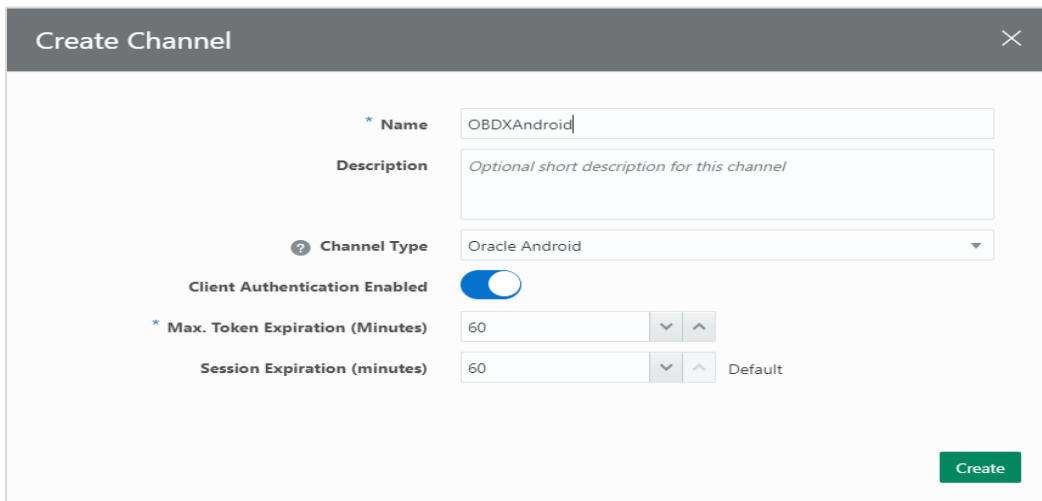 Create Channel
* Name OBDXAndroid
Description Optional short description for this channel
? Channel Type Oracle Android
Client Authentication Enabled
* Max. Token Expiration (Minutes) 60
Session Expiration (minutes) 60 Default
Create